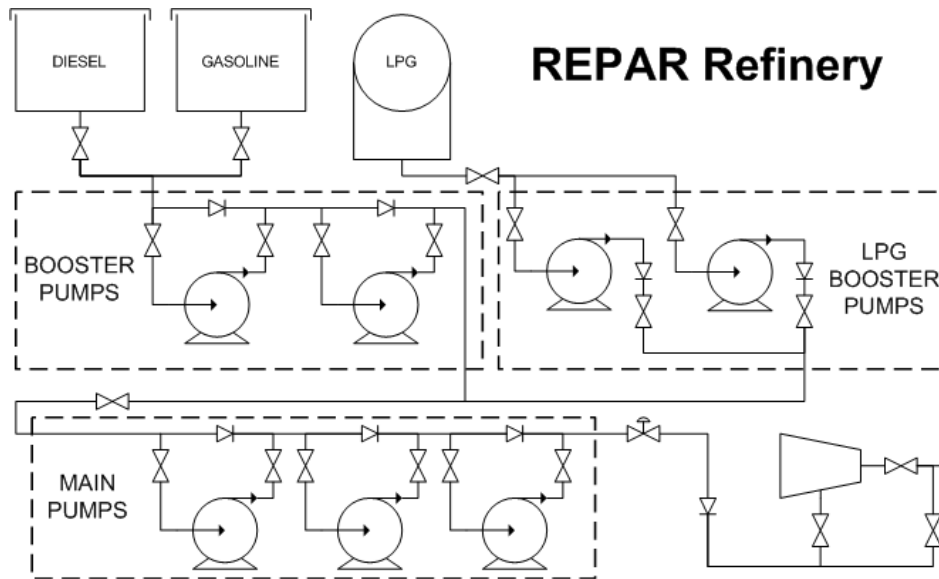 DIESEL
GASOLINE
LPG
REPAR Refinery
BOOSTER
PUMPS
LPG
BOOSTER
PUMPS
MAIN
PUMPS